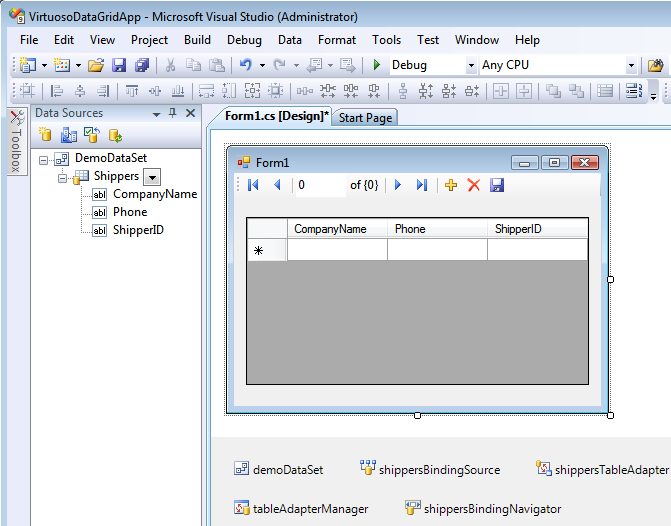 VirtuosoDataGridApp - Microsoft Visual Studio (Administrator)
File Edit View Project Build Debug Data Format Tools Test Window Help
Debug Any CPU
Data Sources
Form1.cs [Design]* Start Page
Toolbox
DemoDataSet
Shippers
abl CompanyName
abl Phone
abl ShipperID
Form1
0 of {0}
CompanyName Phone ShipperID
demoDataSet shippersBindingSource shippersTableAdapter
tableAdapterManager shippersBindingNavigator